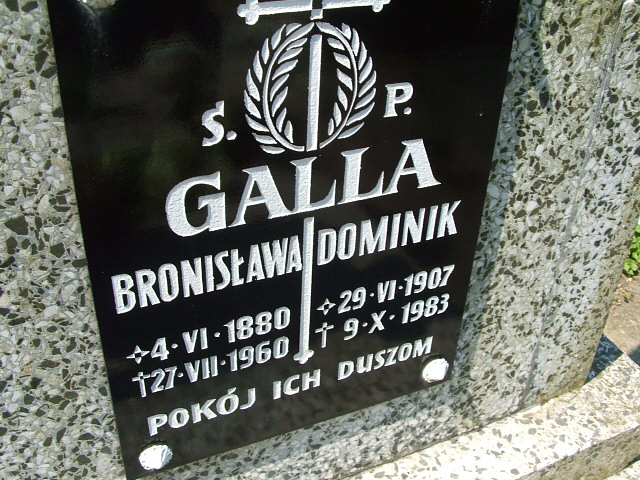 Ś. P.
GALLA
BRONISŁAWA DOMINIK
4·VI·1880 29·VI·1907
†27·VII·1960 † 9·X·1983
POKÓJ ICH DUSZOM